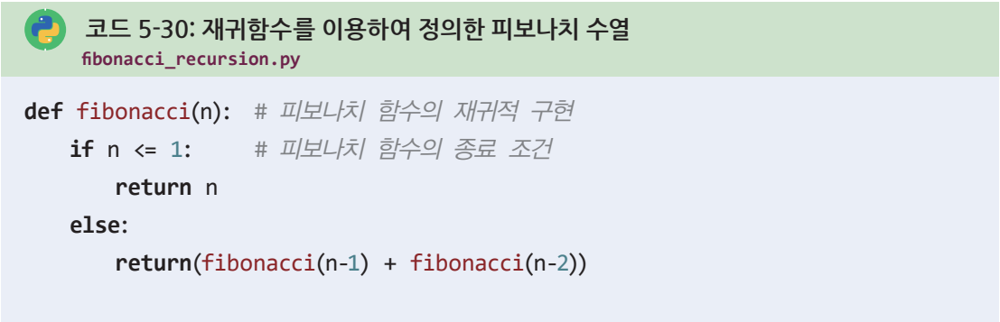 코드 5-30: 재귀함수를 이용하여 정의한 피보나치 수열
fibonacci_recursion.py
def fibonacci(n): # 피보나치 함수의 재귀적 구현
    if n <= 1: # 피보나치 함수의 종료 조건
        return n
    else:
        return(fibonacci(n-1) + fibonacci(n-2))